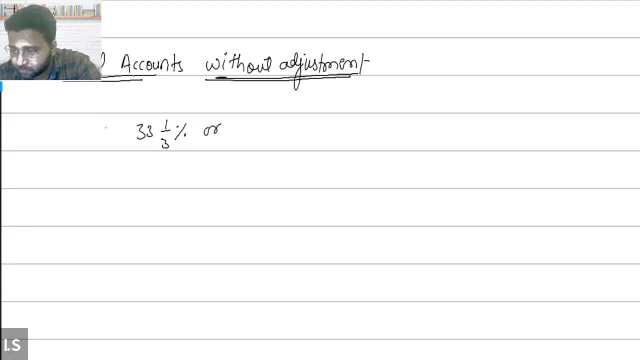 Accounts without adjustment
33 1/3 % or
I.S